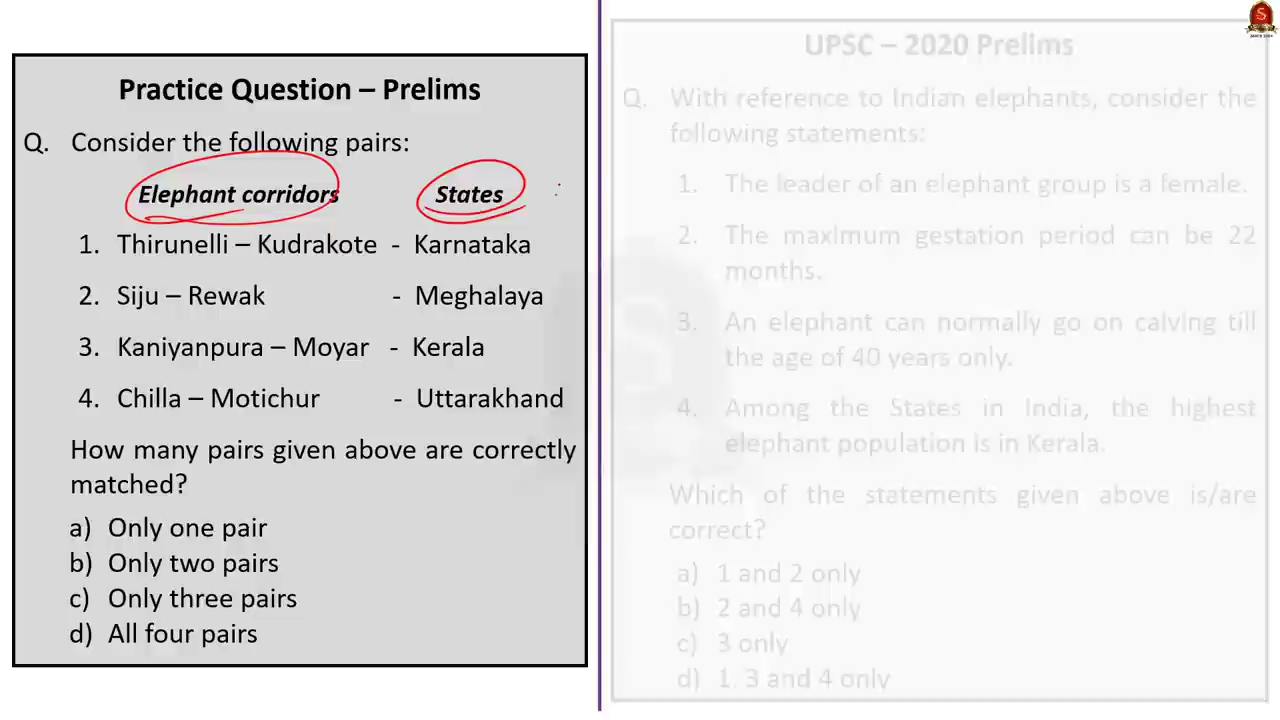 Practice Question – Prelims
Q. Consider the following pairs:
Elephant corridors States
1. Thirunelli – Kudrakote - Karnataka
2. Siju – Rewak - Meghalaya
3. Kaniyanpura – Moyar - Kerala
4. Chilla – Motichur - Uttarakhand
How many pairs given above are correctly
matched?
a) Only one pair
b) Only two pairs
c) Only three pairs
d) All four pairs
UPSC – 2020 Prelims
Q. With reference to Indian elephants, consider the
following statements:
1. The leader of an elephant group is a female.
2. The maximum gestation period can be 22
months.
3. An elephant can normally go on calving till
the age of 40 years only.
4. Among the States in India, the highest
elephant population is in Kerala.
Which of the statements given above is/are
correct?
a) 1 and 2 only
b) 2 and 4 only
c) 3 only
d) 1, 3 and 4 only